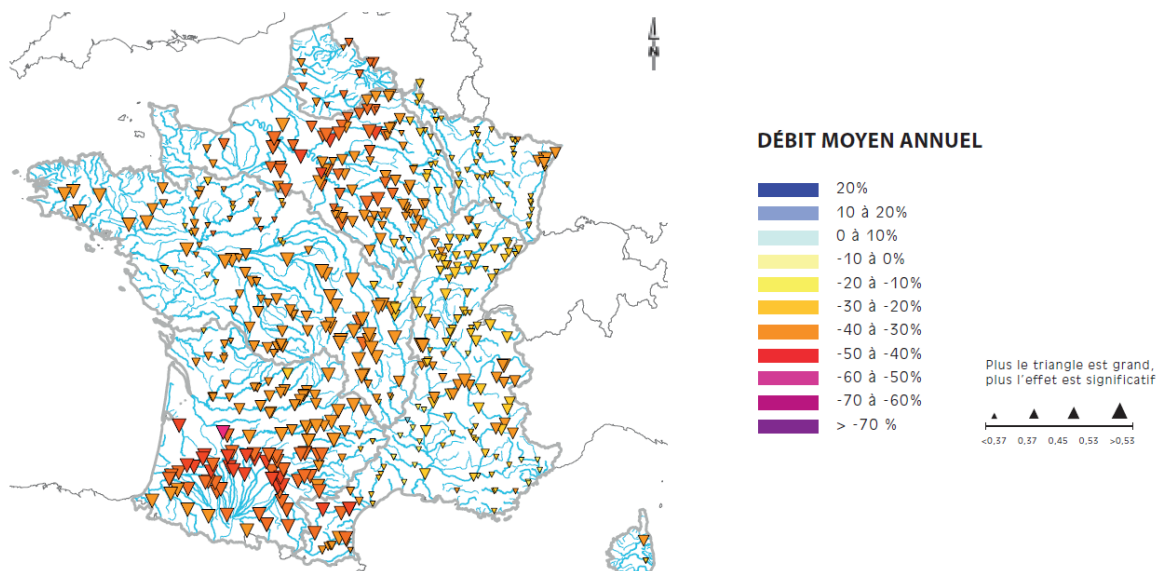 N
DÉBIT MOYEN ANNUEL
20%
10 à 20%
0 à 10%
-10 à 0%
-20 à -10%
-30 à -20%
-40 à -30%
-50 à -40%
-60 à -50%
-70 à -60%
> -70 %
Plus le triangle est grand,
plus l'effet est significatif
<0,37 0,37 0,45 0,53 >0,53